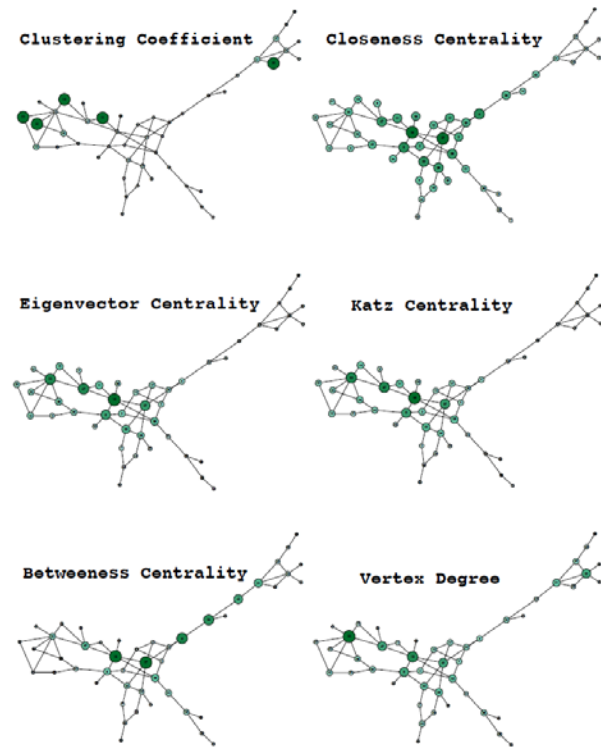 Clustering Coefficient
Closeness Centrality
Eigenvector Centrality
Katz Centrality
Betweeness Centrality
Vertex Degree